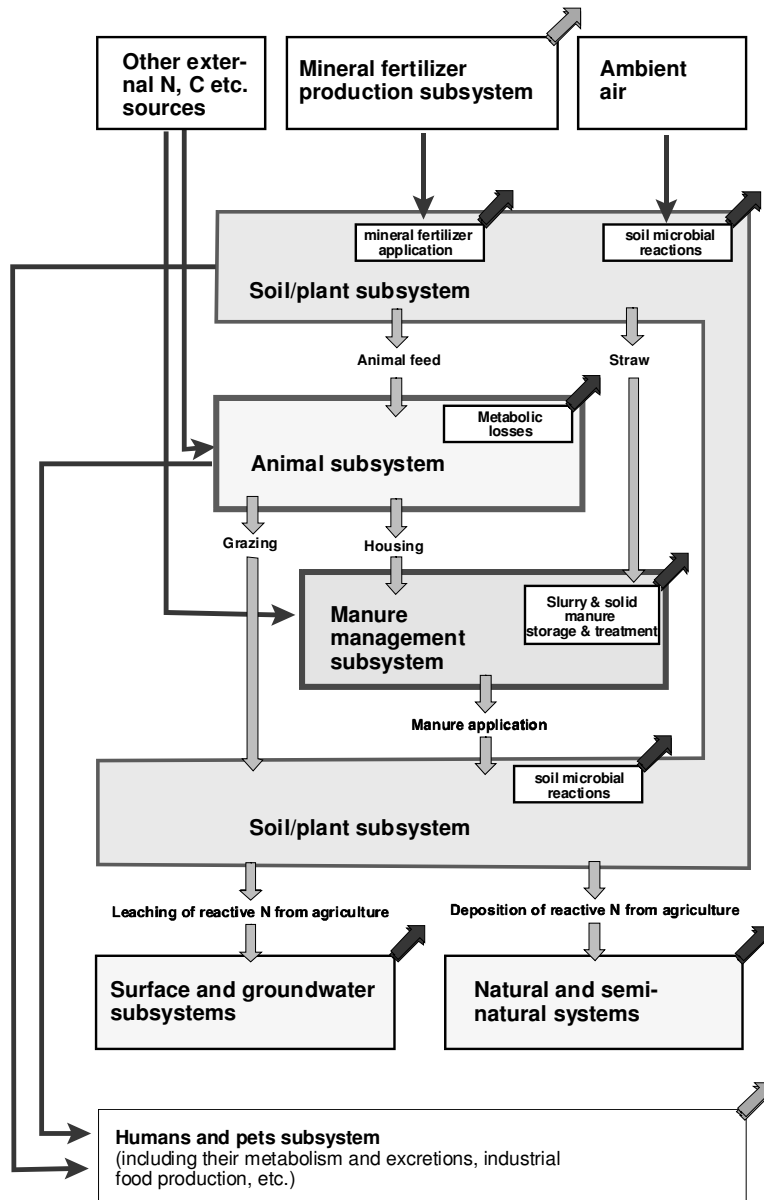 Other exter-
nal N, C etc.
sources
Mineral fertilizer
production subsystem
Ambient
air
mineral fertilizer
application
soil microbial
reactions
Soil/plant subsystem
Animal feed
Straw
Metabolic
losses
Animal subsystem
Grazing
Housing
Slurry & solid
manure
storage & treatment
Manure
management
subsystem
Manure application
soil microbial
reactions
Soil/plant subsystem
Leaching of reactive N from agriculture
Deposition of reactive N from agriculture
Surface and groundwater
subsystems
Natural and semi-
natural systems
Humans and pets subsystem
(including their metabolism and excretions, industrial
food production, etc.)